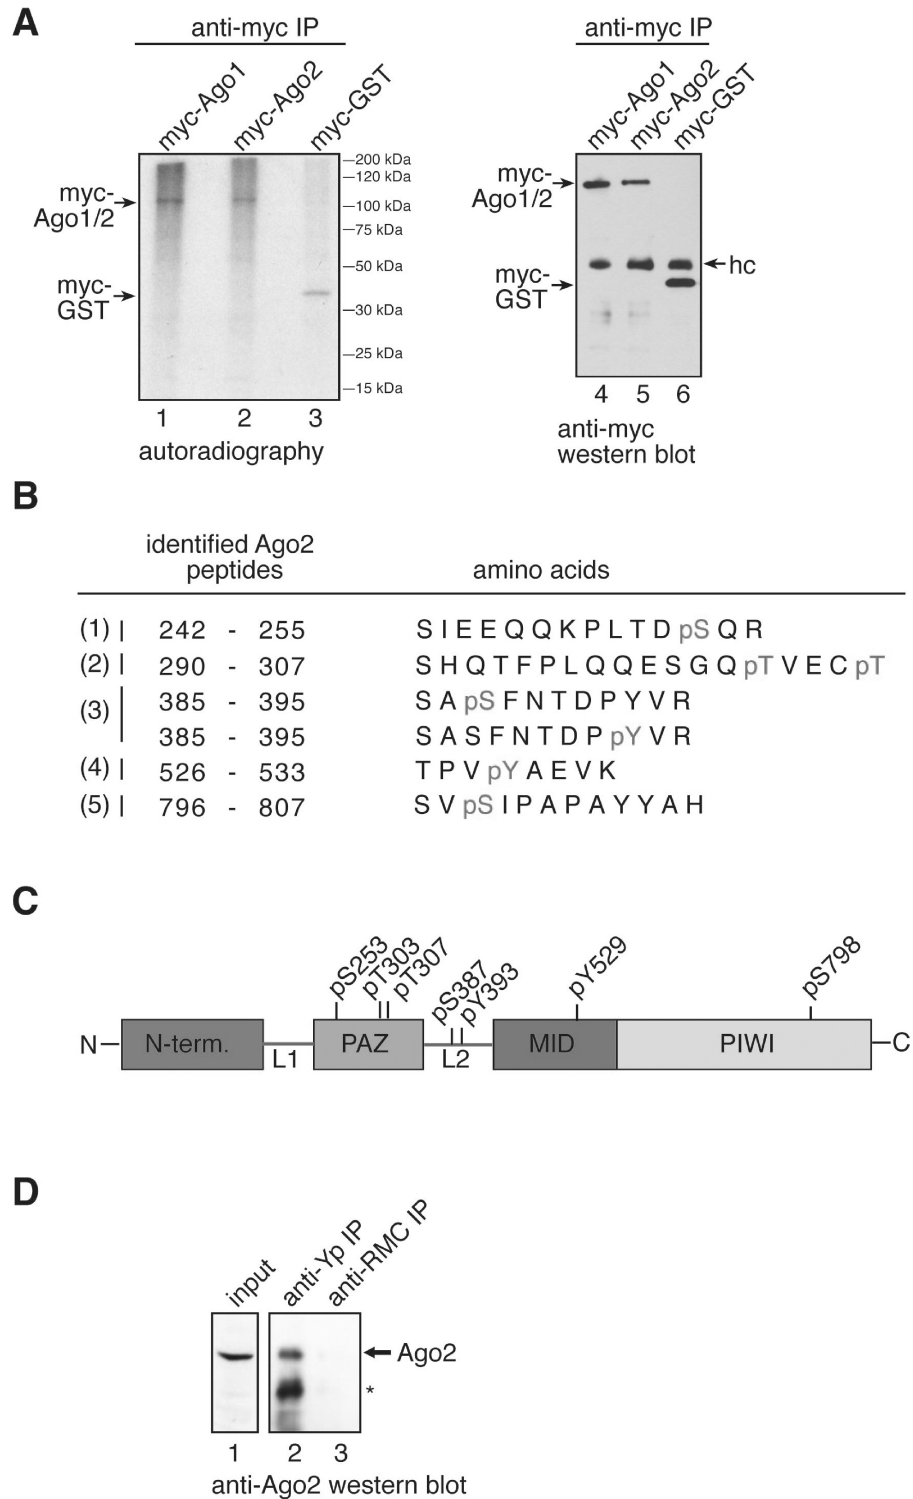 A
anti-myc IP
myc-Ago1
myc-Ago2
myc-GST
200 kDa
120 kDa
100 kDa
75 kDa
50 kDa
30 kDa
25 kDa
15 kDa
myc-
Ago1/2
myc-
GST
1 2 3
autoradiography
anti-myc IP
myc-Ago1
myc-Ago2
myc-GST
myc-
Ago1/2
hc
myc-
GST
4 5 6
anti-myc
western blot
B
identified Ago2
peptides
amino acids
(1) 242 - 255 S I E E Q Q K P L T D pS Q R
(2) 290 - 307 S H Q T F P L Q Q E S G Q pT V E C pT
(3) 385 - 395 S A pS F N T D P Y V R
385 - 395 S A S F N T D P pY V R
(4) 526 - 533 T P V pY A E V K
(5) 796 - 807 S V pS I P A P A Y Y A H
C
pS253
pT303
pT307
pS387
pY393
pY529
pS798
N N-term. L1 PAZ L2 MID PIWI C
D
input
anti-Yp IP
anti-RMC IP
Ago2
*
1 2 3
anti-Ago2 western blot